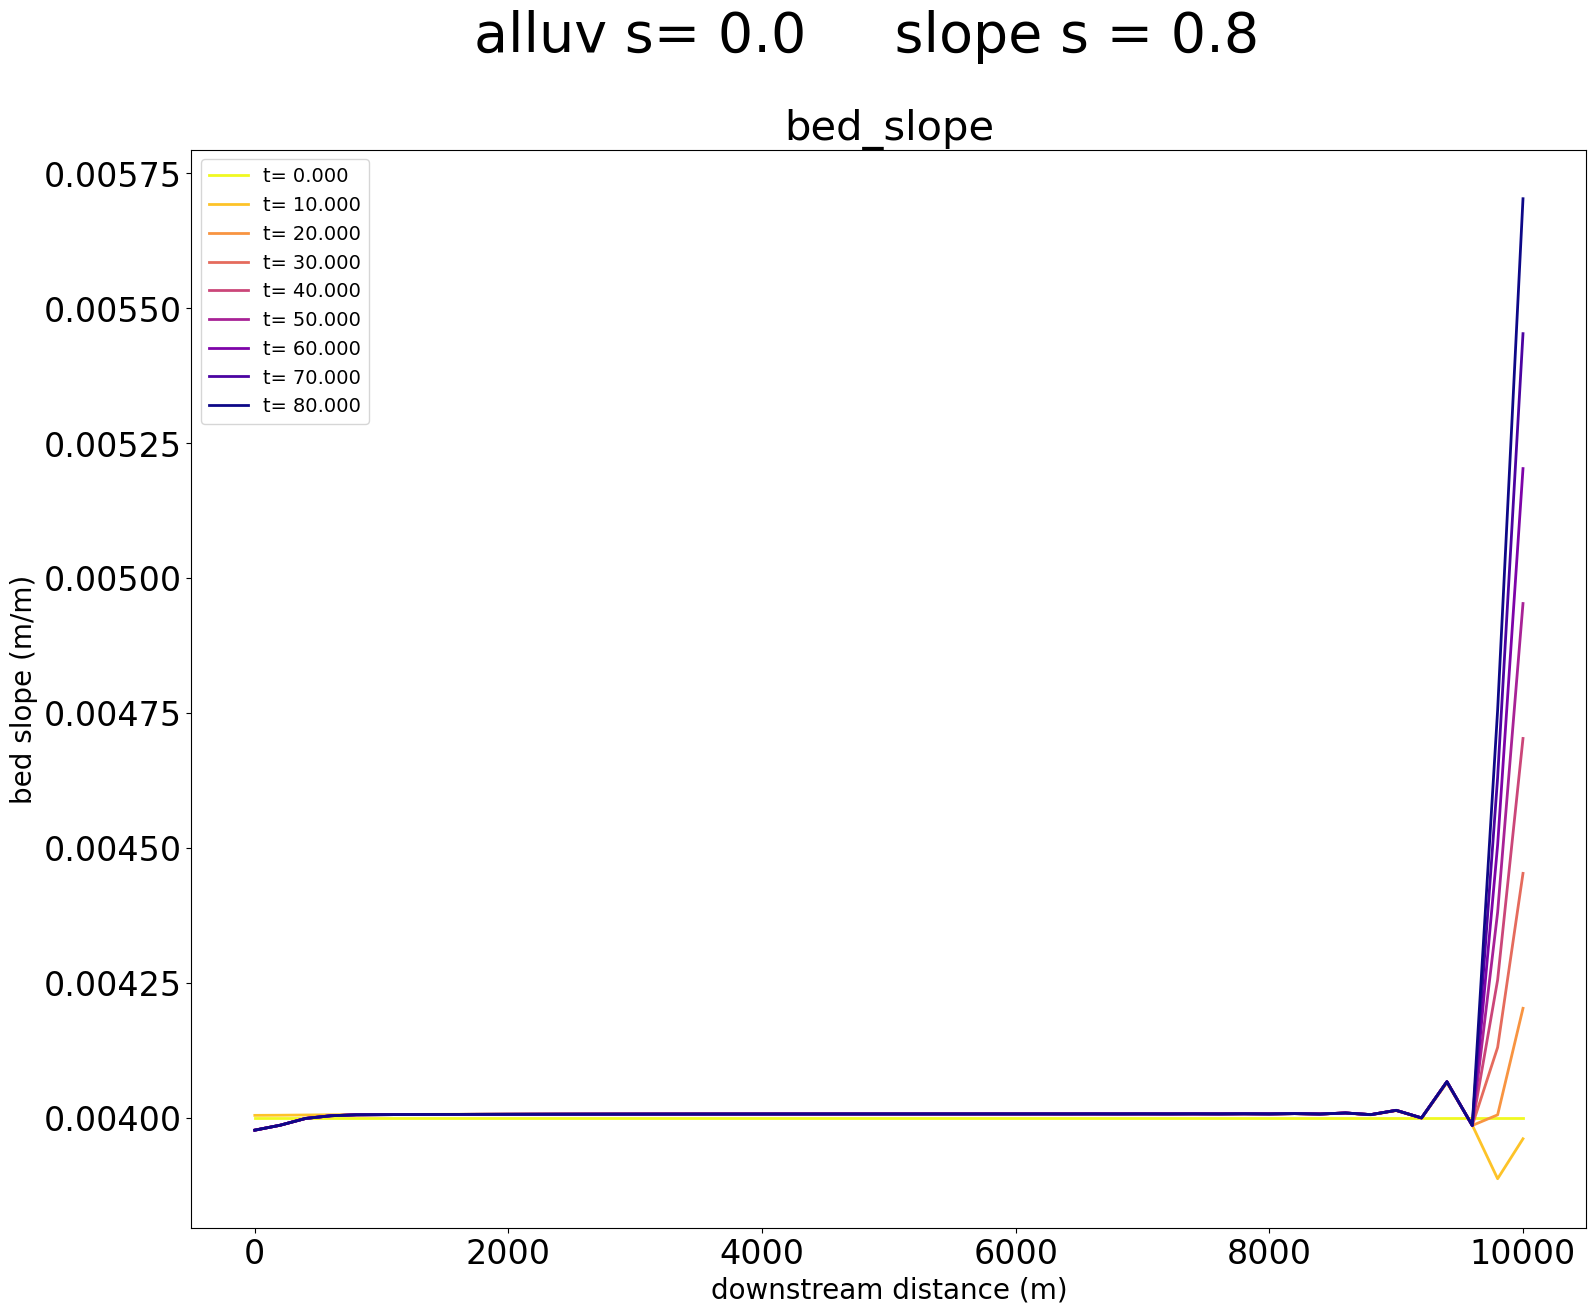 alluv s= 0.0 slope s = 0.8
bed_slope
0.00575
0.00550
0.00525
0.00500
0.00475
0.00450
0.00425
0.00400
bed slope (m/m)
t= 0.000
t= 10.000
t= 20.000
t= 30.000
t= 40.000
t= 50.000
t= 60.000
t= 70.000
t= 80.000
0 2000 4000 6000 8000 10000
downstream distance (m)